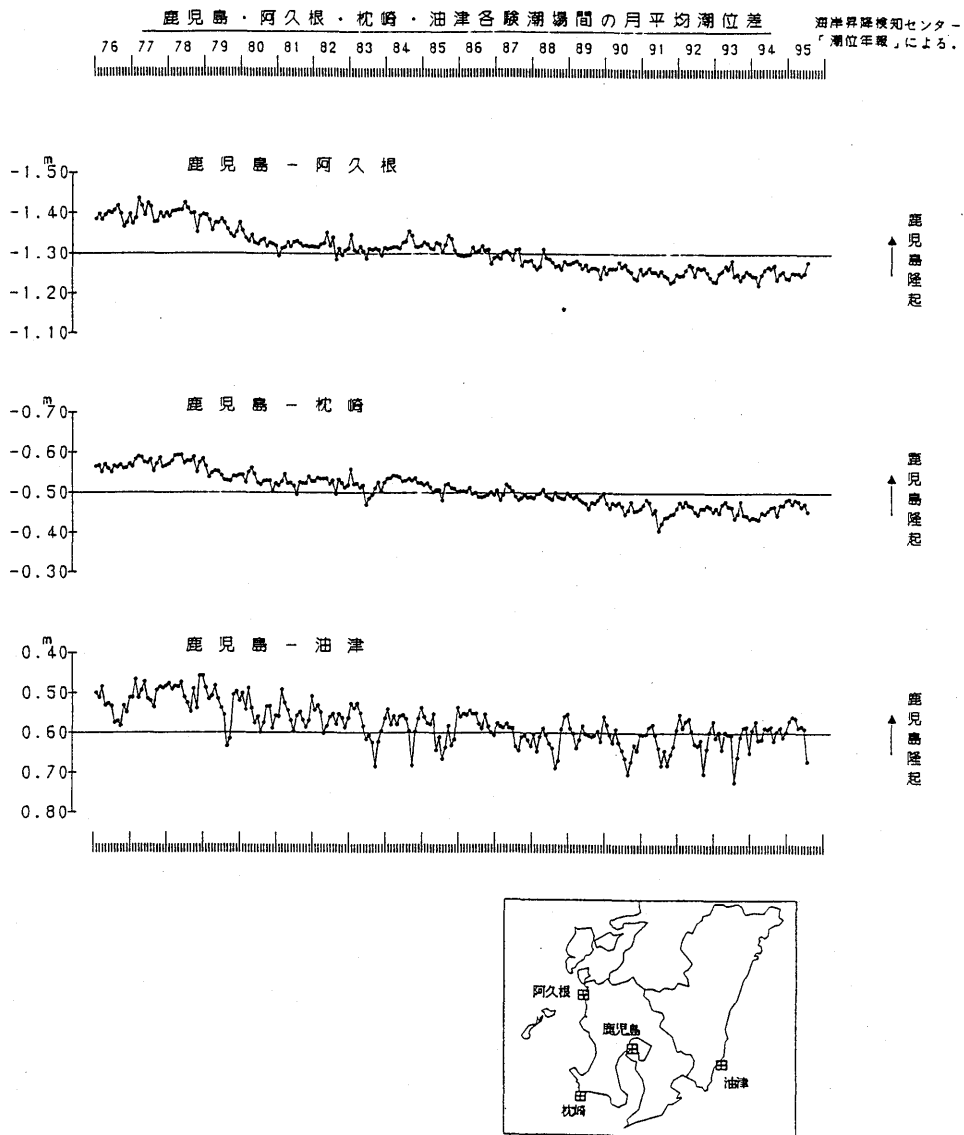 鹿児島・阿久根・枕崎・油津各験潮場間の月平均潮位差
海岸昇降検知センター
「潮位年報」による．
76 77 78 79 80 81 82 83 84 85 86 87 88 89 90 91 92 93 94 95
鹿児島－阿久根
m
-1.50
-1.40
-1.30
-1.20
-1.10
鹿児島隆起
鹿児島－枕崎
m
-0.70
-0.60
-0.50
-0.40
-0.30
鹿児島隆起
鹿児島－油津
m
0.40
0.50
0.60
0.70
0.80
鹿児島隆起
阿久根
鹿児島
油津
枕崎